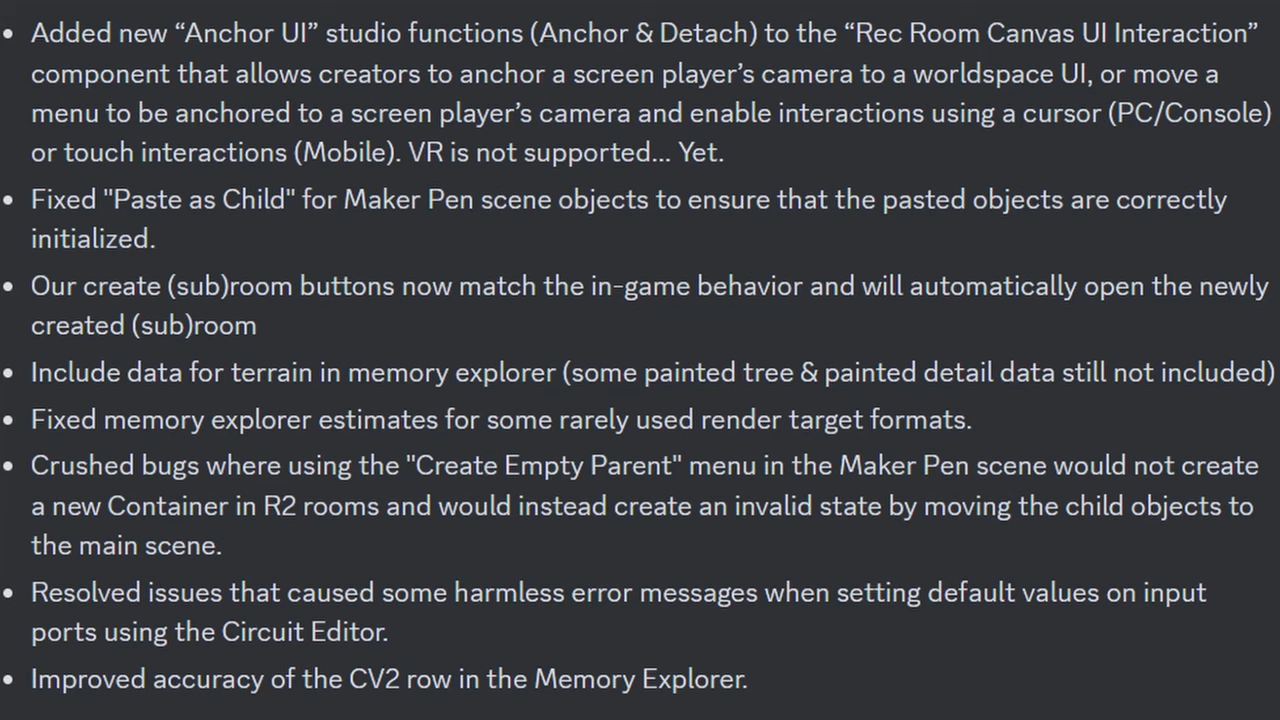 • Added new “Anchor UI” studio functions (Anchor & Detach) to the “Rec Room Canvas UI Interaction”
component that allows creators to anchor a screen player’s camera to a worldspace UI, or move a
menu to be anchored to a screen player’s camera and enable interactions using a cursor (PC/Console)
or touch interactions (Mobile). VR is not supported... Yet.
• Fixed "Paste as Child" for Maker Pen scene objects to ensure that the pasted objects are correctly
initialized.
• Our create (sub)room buttons now match the in-game behavior and will automatically open the newly
created (sub)room
• Include data for terrain in memory explorer (some painted tree & painted detail data still not included)
• Fixed memory explorer estimates for some rarely used render target formats.
• Crushed bugs where using the "Create Empty Parent" menu in the Maker Pen scene would not create
a new Container in R2 rooms and would instead create an invalid state by moving the child objects to
the main scene.
• Resolved issues that caused some harmless error messages when setting default values on input
ports using the Circuit Editor.
• Improved accuracy of the CV2 row in the Memory Explorer.